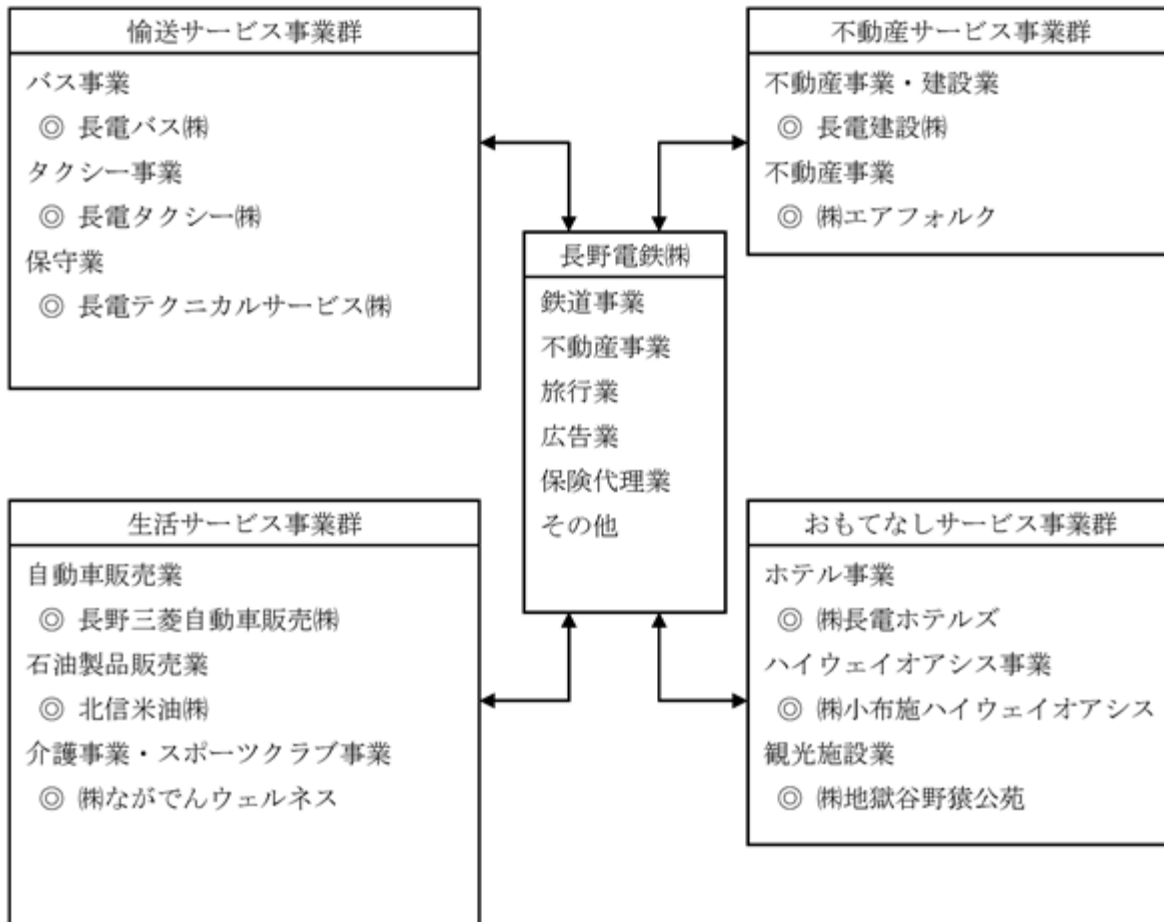 愉送サービス事業群
バス事業
◎ 長電バス㈱
タクシー事業
◎ 長電タクシー㈱
保守業
◎ 長電テクニカルサービス㈱
不動産サービス事業群
不動産事業・建設業
◎ 長電建設㈱
不動産事業
◎ ㈱エアフォルク
長野電鉄㈱
鉄道事業
不動産事業
旅行業
広告業
保険代理業
その他
生活サービス事業群
自動車販売業
◎ 長野三菱自動車販売㈱
石油製品販売業
◎ 北信米油㈱
介護事業・スポーツクラブ事業
◎ ㈱ながでんウェルネス
おもてなしサービス事業群
ホテル事業
◎ ㈱長電ホテルズ
ハイウェイオアシス事業
◎ ㈱小布施ハイウェイオアシス
観光施設業
◎ ㈱地獄谷野猿公苑